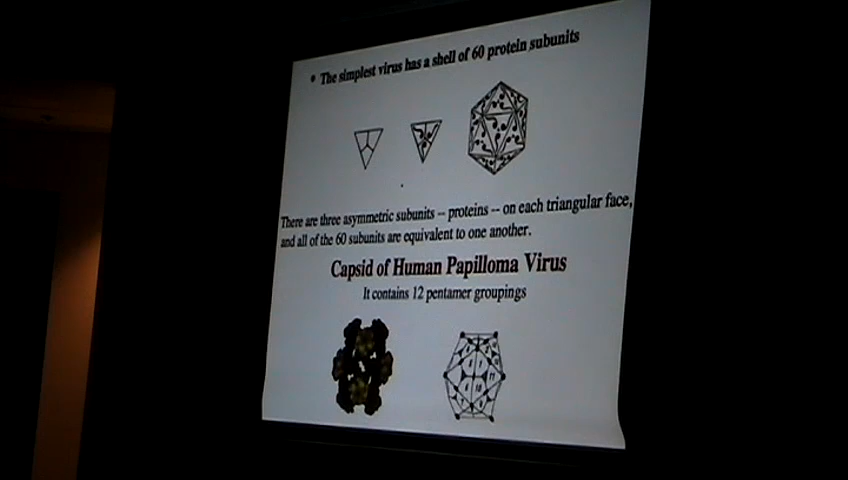 • The simplest virus has a shell of 60 protein subunits
There are three asymmetric subunits -- proteins -- on each triangular face,
and all of the 60 subunits are equivalent to one another.
Capsid of Human Papilloma Virus
It contains 12 pentamer groupings